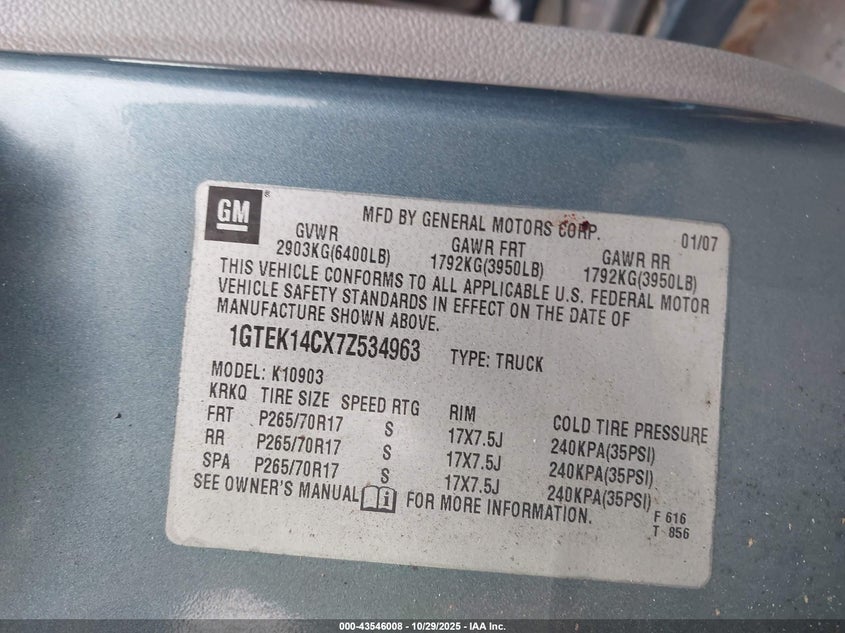 GM ®
MFD BY GENERAL MOTORS CORP. 01/07
GVWR GAWR FRT GAWR RR
2903KG(6400LB) 1792KG(3950LB) 1792KG(3950LB)
THIS VEHICLE CONFORMS TO ALL APPLICABLE U.S. FEDERAL MOTOR
VEHICLE SAFETY STANDARDS IN EFFECT ON THE DATE OF
MANUFACTURE SHOWN ABOVE.
1GTEK14CX7Z534963 TYPE: TRUCK
MODEL: K10903
KRKQ TIRE SIZE SPEED RTG RIM COLD TIRE PRESSURE
FRT P265/70R17 S 17X7.5J 240KPA(35PSI)
RR P265/70R17 S 17X7.5J 240KPA(35PSI)
SPA P265/70R17 S 17X7.5J 240KPA(35PSI)
SEE OWNER'S MANUAL i FOR MORE INFORMATION.
F 616
T 856
000-43546008 - 10/29/2025 - IAA Inc.